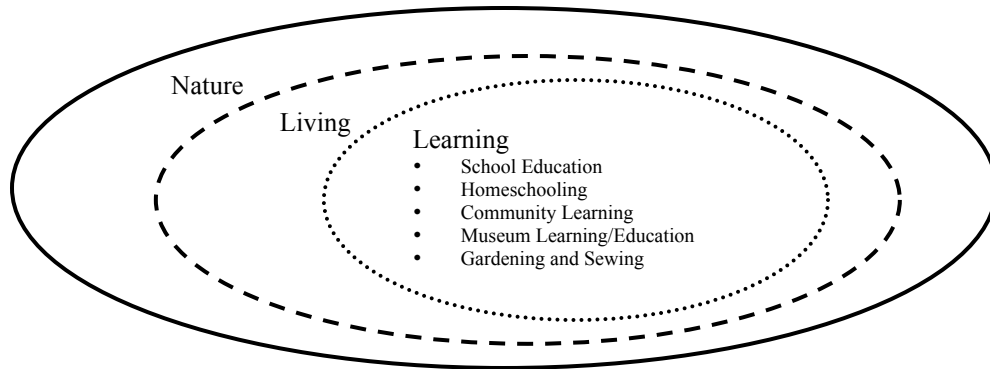 Nature
Living
Learning
• School Education
• Homeschooling
• Community Learning
• Museum Learning/Education
• Gardening and Sewing